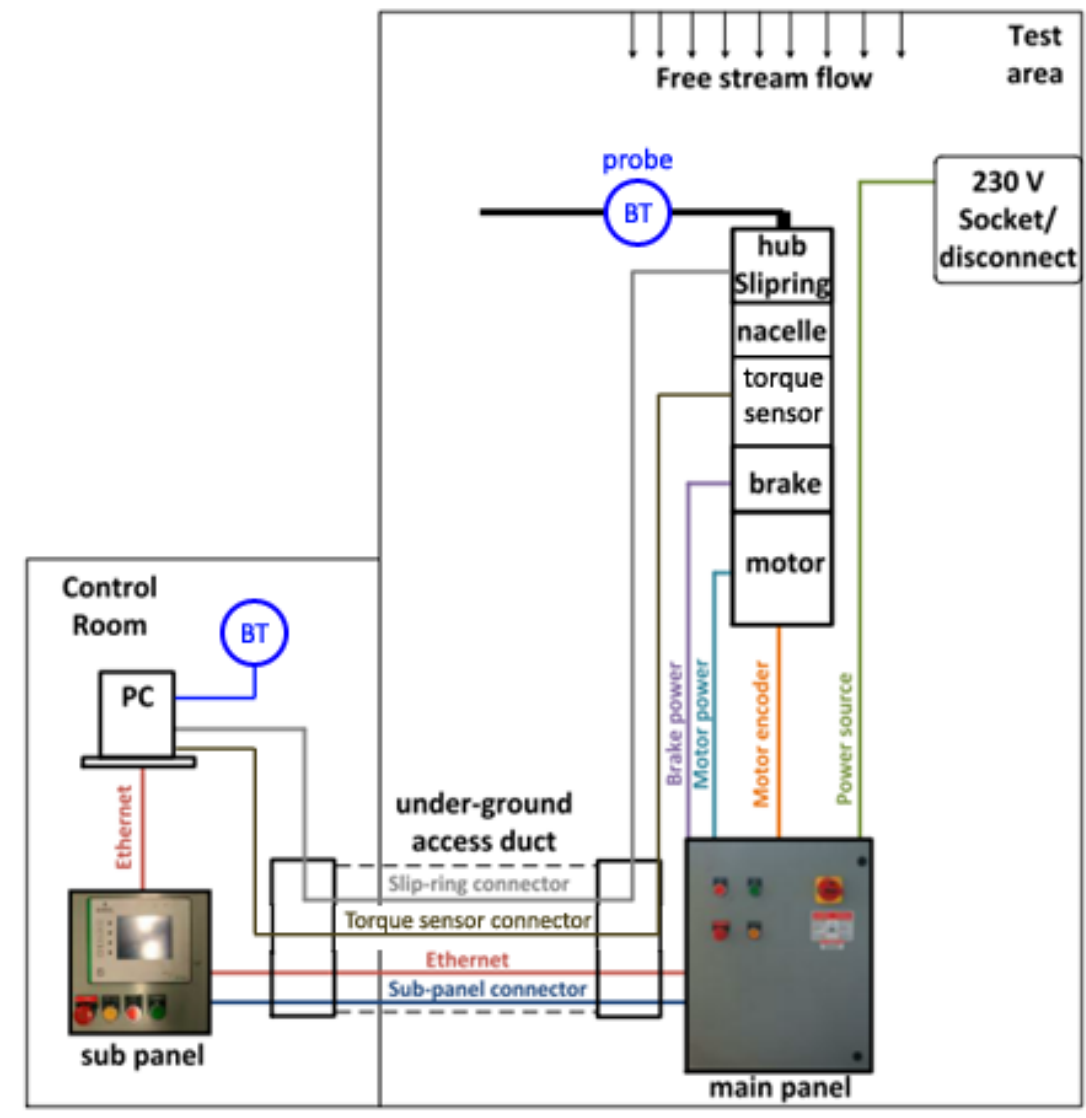 Test
area
Free stream flow
probe
BT
230 V
Socket/
disconnect
hub
Slipring
nacelle
torque
sensor
brake
motor
Control
Room
BT
PC
Brake power
Motor power
Motor encoder
Power source
Ethernet
under-ground
access duct
Slip-ring connector
Torque sensor connector
Ethernet
Sub-panel connector
sub panel
main panel